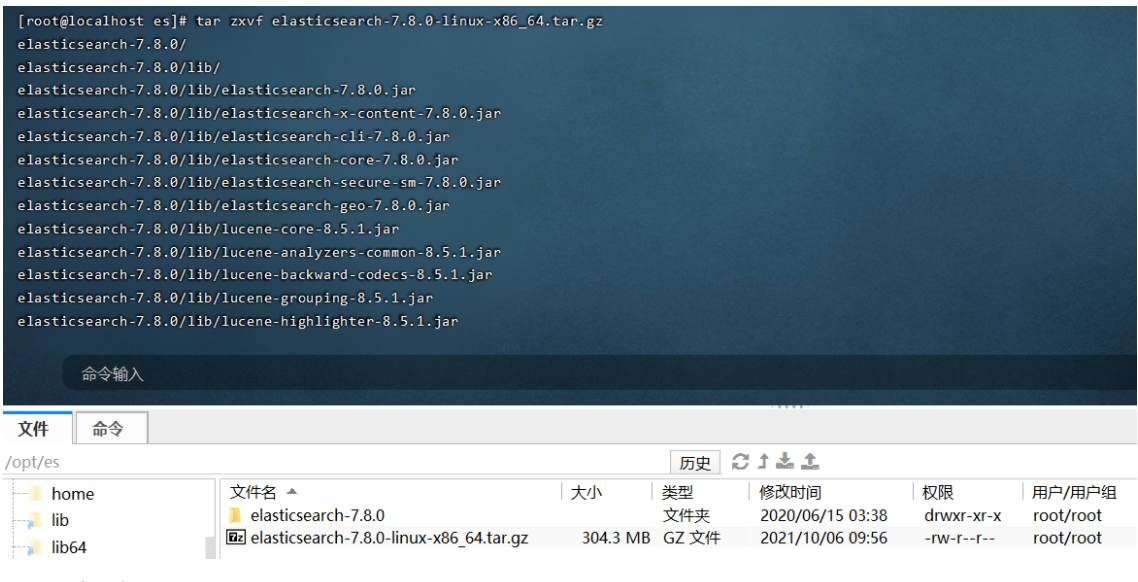 [root@localhost es]# tar zxvf elasticsearch-7.8.0-linux-x86_64.tar.gz
elasticsearch-7.8.0/
elasticsearch-7.8.0/lib/
elasticsearch-7.8.0/lib/elasticsearch-7.8.0.jar
elasticsearch-7.8.0/lib/elasticsearch-x-content-7.8.0.jar
elasticsearch-7.8.0/lib/elasticsearch-cli-7.8.0.jar
elasticsearch-7.8.0/lib/elasticsearch-core-7.8.0.jar
elasticsearch-7.8.0/lib/elasticsearch-secure-sm-7.8.0.jar
elasticsearch-7.8.0/lib/elasticsearch-geo-7.8.0.jar
elasticsearch-7.8.0/lib/lucene-core-8.5.1.jar
elasticsearch-7.8.0/lib/lucene-analyzers-common-8.5.1.jar
elasticsearch-7.8.0/lib/lucene-backward-codecs-8.5.1.jar
elasticsearch-7.8.0/lib/lucene-grouping-8.5.1.jar
elasticsearch-7.8.0/lib/lucene-highlighter-8.5.1.jar
命令输入
文件 命令
/opt/es 历史
home
lib
lib64
文件名 大小 类型 修改时间 权限 用户/用户组
elasticsearch-7.8.0 文件夹 2020/06/15 03:38 drwxr-xr-x root/root
elasticsearch-7.8.0-linux-x86_64.tar.gz 304.3 MB GZ 文件 2021/10/06 09:56 -rw-r--r-- root/root